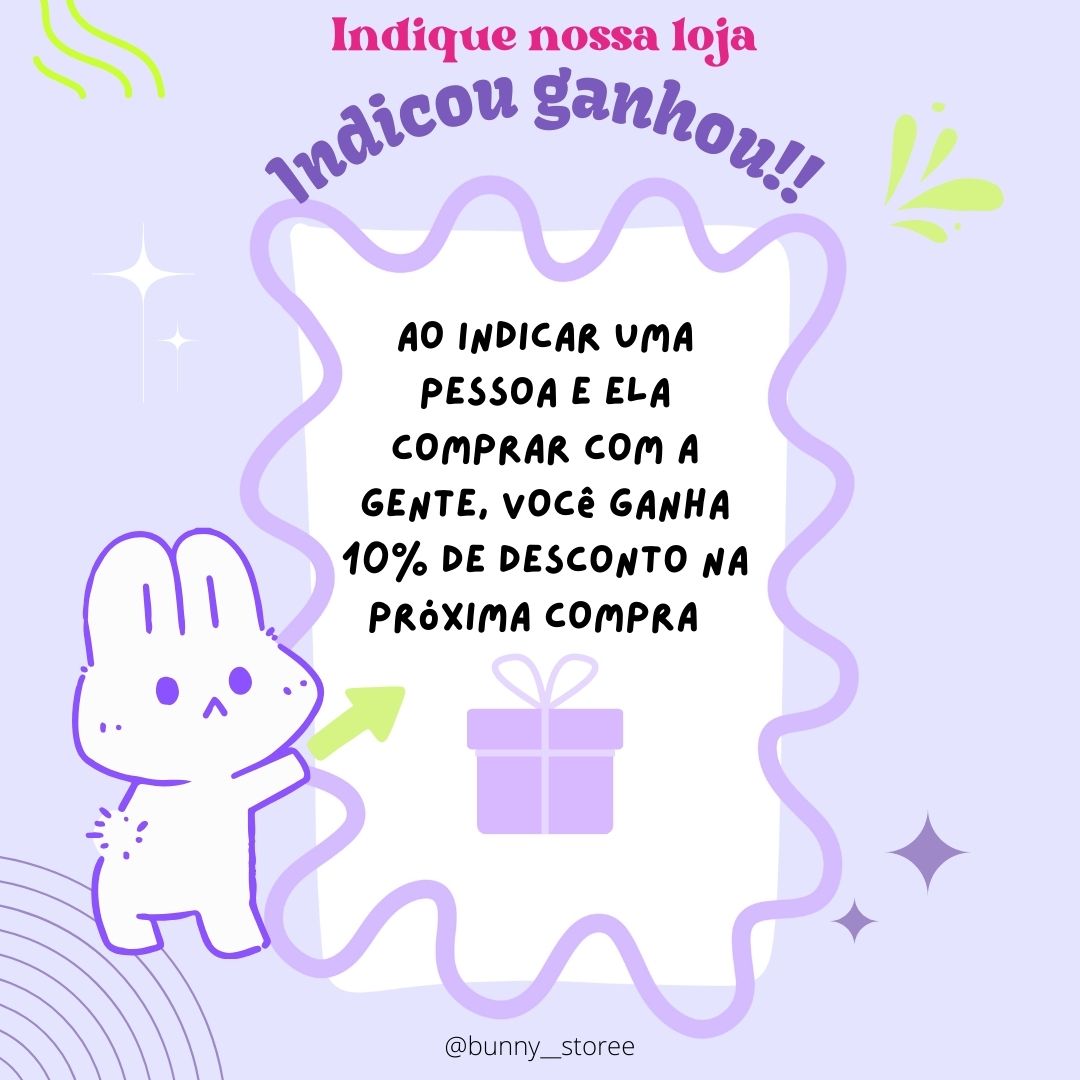 Indique nossa loja
Indicou ganhou!!
AO INDICAR UMA
PESSOA E ELA
COMPRAR COM A
GENTE, VOCê GANHA
10% DE DESCONTO NA
PRóXIMA COMPRA
@bunny__storee